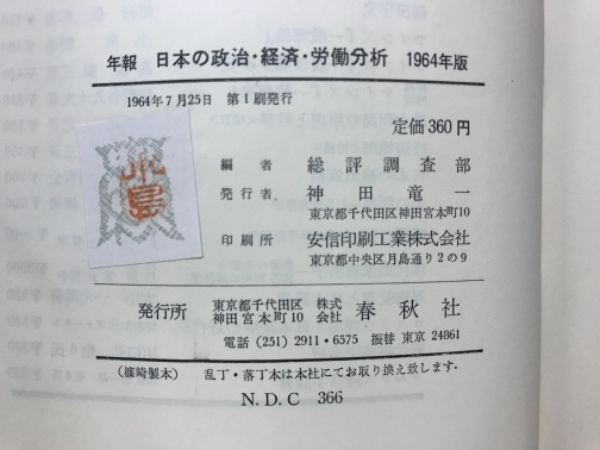 年報 日本の政治・経済・労働分析 1964年版
1964年7月25日 第1刷発行
定価360円
小島
編者 総評調査部
発行者 神田竜一
東京都千代田区神田宮本町10
印刷所 安信印刷工業株式会社
東京都中央区月島通り2の9
発行所 東京都千代田区神田宮本町10 株式会社 春秋社
電話 (251) 2911・6575 振替 東京 24861
(篠崎製本) 乱丁・落丁本は本社にてお取り換え致します.
N.D.C 366